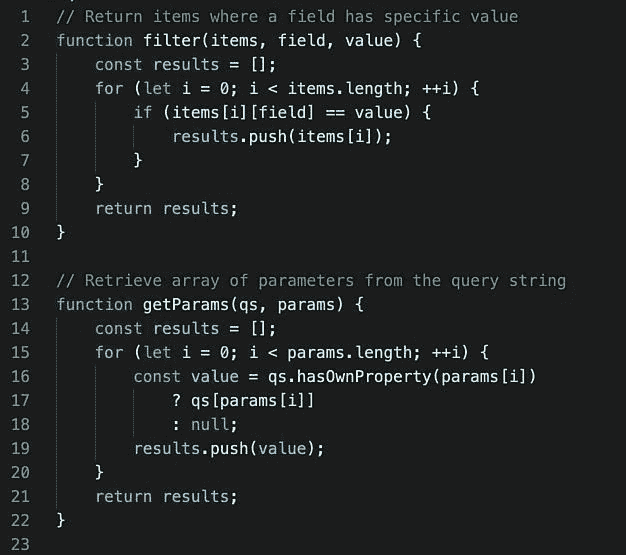 1 // Return items where a field has specific value
2 function filter(items, field, value) {
3     const results = [];
4     for (let i = 0; i < items.length; ++i) {
5         if (items[i][field] == value) {
6             results.push(items[i]);
7         }
8     }
9     return results;
10 }
11
12 // Retrieve array of parameters from the query string
13 function getParams(qs, params) {
14     const results = [];
15     for (let i = 0; i < params.length; ++i) {
16         const value = qs.hasOwnProperty(params[i])
17             ? qs[params[i]]
18             : null;
19         results.push(value);
20     }
21     return results;
22 }
23